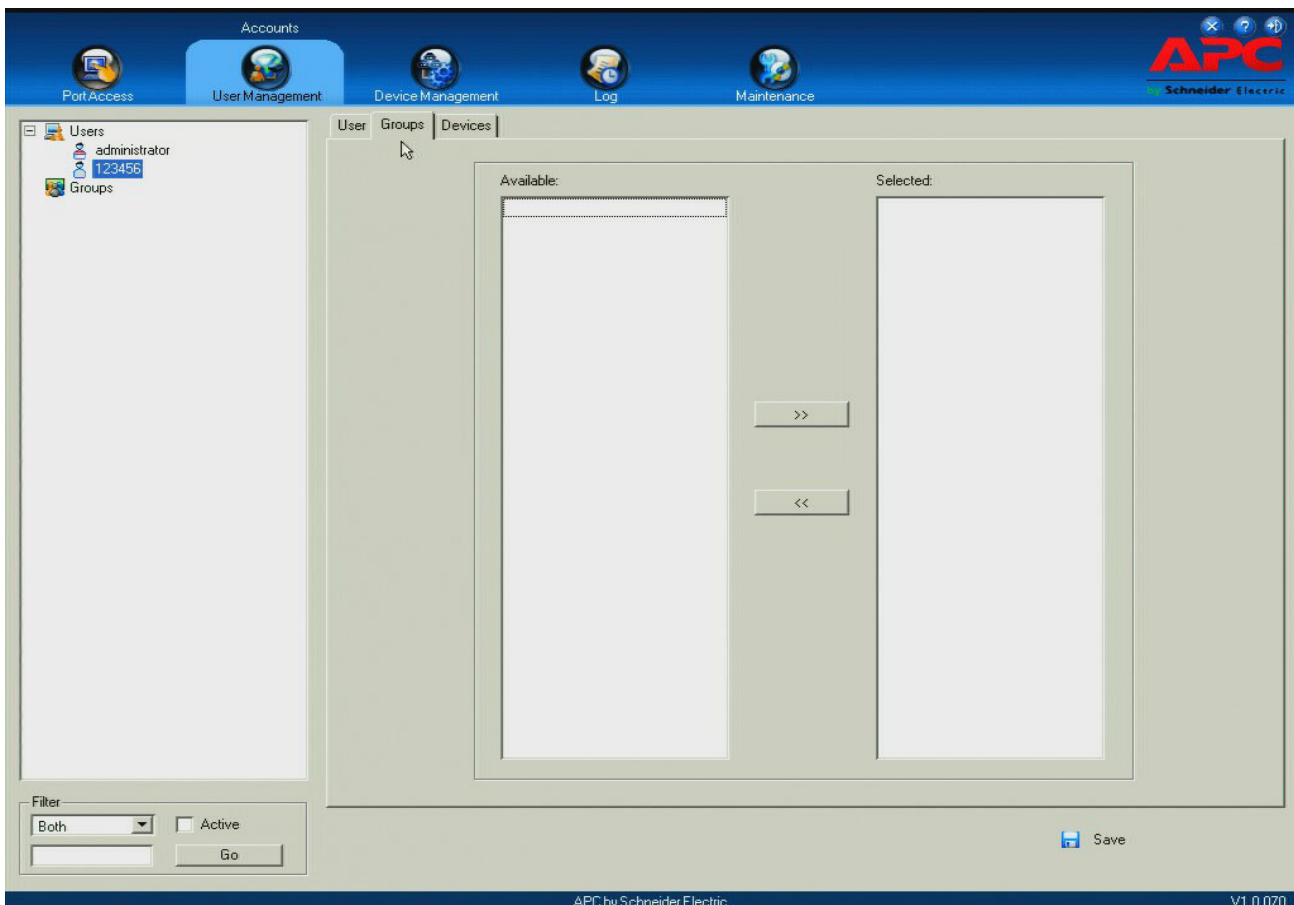 Accounts
Port Access
User Management
Device Management
Log
Maintenance
APC
by Schneider Electric
Users
administrator
123456
Groups
User
Groups
Devices
Available:
Selected:
>>
<<
Filter
Both
Active
Go
Save
APC by Schneider Electric
V1.0.070